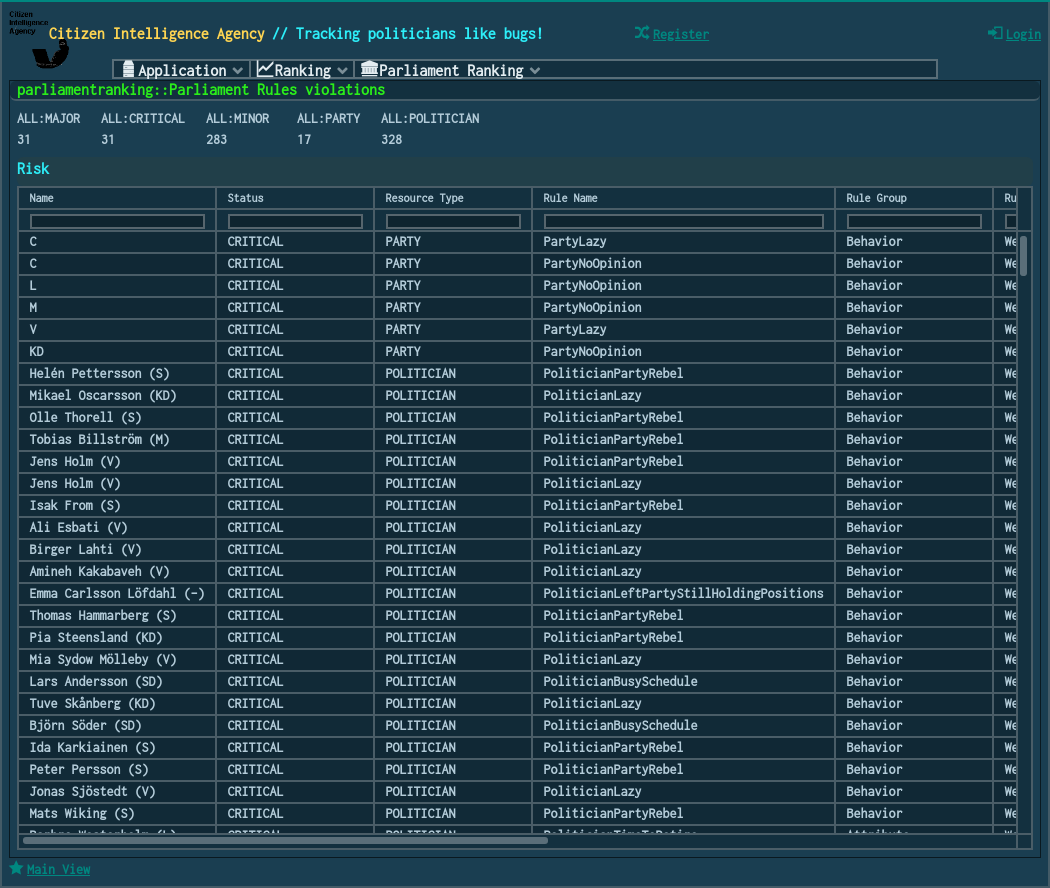 Citizen
Intelligence
Agency
Citizen Intelligence Agency // Tracking politicians like bugs!
Register
Login
Application Ranking Parliament Ranking
parliamentranking::Parliament Rules violations
ALL:MAJOR ALL:CRITICAL ALL:MINOR ALL:PARTY ALL:POLITICIAN
31 31 283 17 328
Risk
Name Status Resource Type Rule Name Rule Group Ru
C CRITICAL PARTY PartyLazy Behavior We
C CRITICAL PARTY PartyNoOpinion Behavior We
L CRITICAL PARTY PartyNoOpinion Behavior We
M CRITICAL PARTY PartyNoOpinion Behavior We
V CRITICAL PARTY PartyLazy Behavior We
KD CRITICAL PARTY PartyNoOpinion Behavior We
Helén Pettersson (S) CRITICAL POLITICIAN PoliticianPartyRebel Behavior We
Mikael Oscarsson (KD) CRITICAL POLITICIAN PoliticianLazy Behavior We
Olle Thorell (S) CRITICAL POLITICIAN PoliticianPartyRebel Behavior We
Tobias Billström (M) CRITICAL POLITICIAN PoliticianPartyRebel Behavior We
Jens Holm (V) CRITICAL POLITICIAN PoliticianPartyRebel Behavior We
Jens Holm (V) CRITICAL POLITICIAN PoliticianLazy Behavior We
Isak From (S) CRITICAL POLITICIAN PoliticianPartyRebel Behavior We
Ali Esbati (V) CRITICAL POLITICIAN PoliticianLazy Behavior We
Birger Lahti (V) CRITICAL POLITICIAN PoliticianLazy Behavior We
Amineh Kakabaveh (V) CRITICAL POLITICIAN PoliticianLazy Behavior We
Emma Carlsson Löfdahl (-) CRITICAL POLITICIAN PoliticianLeftPartyStillHoldingPositions Behavior We
Thomas Hammarberg (S) CRITICAL POLITICIAN PoliticianPartyRebel Behavior We
Pia Steensland (KD) CRITICAL POLITICIAN PoliticianPartyRebel Behavior We
Mia Sydow Mölleby (V) CRITICAL POLITICIAN PoliticianLazy Behavior We
Lars Andersson (SD) CRITICAL POLITICIAN PoliticianBusySchedule Behavior We
Tuve Skånberg (KD) CRITICAL POLITICIAN PoliticianLazy Behavior We
Björn Söder (SD) CRITICAL POLITICIAN PoliticianBusySchedule Behavior We
Ida Karkiainen (S) CRITICAL POLITICIAN PoliticianPartyRebel Behavior We
Peter Persson (S) CRITICAL POLITICIAN PoliticianPartyRebel Behavior We
Jonas Sjöstedt (V) CRITICAL POLITICIAN PoliticianLazy Behavior We
Mats Wiking (S) CRITICAL POLITICIAN PoliticianPartyRebel Behavior We
CRITICAL POLITICIAN PoliticianTimeToRetire Attribute We
Main View